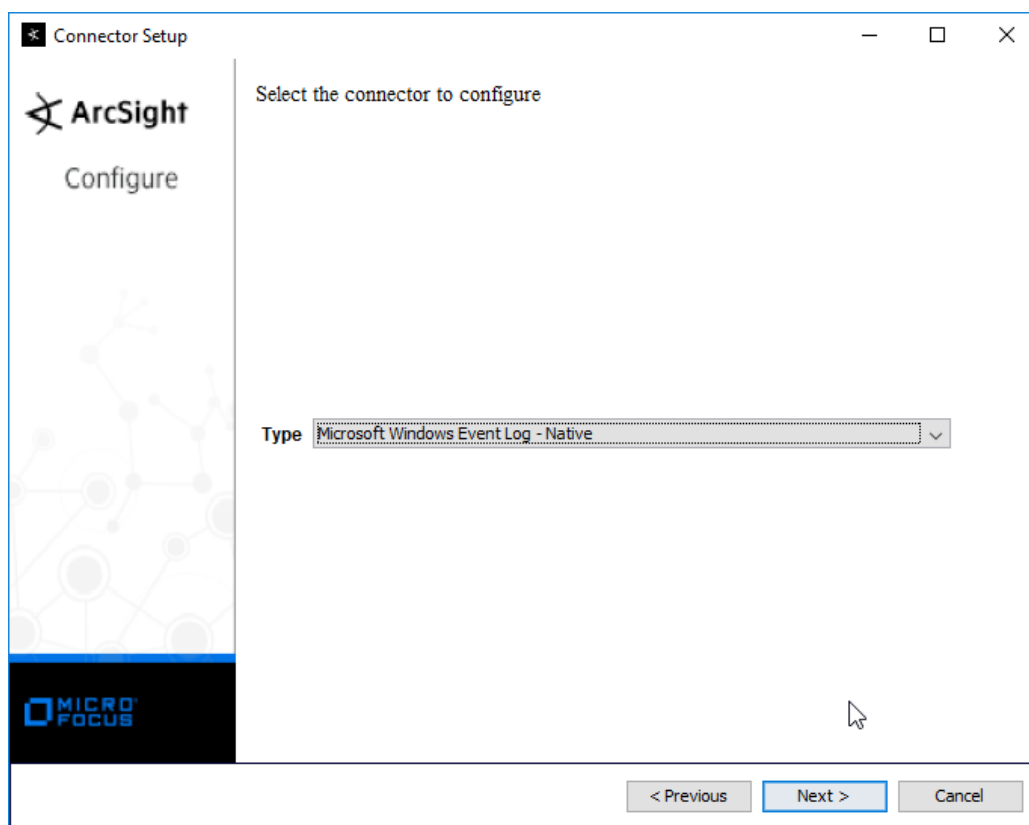 Connector Setup
ArcSight
Configure
Select the connector to configure
Type Microsoft Windows Event Log - Native
MICRO
FOCUS
< Previous Next > Cancel